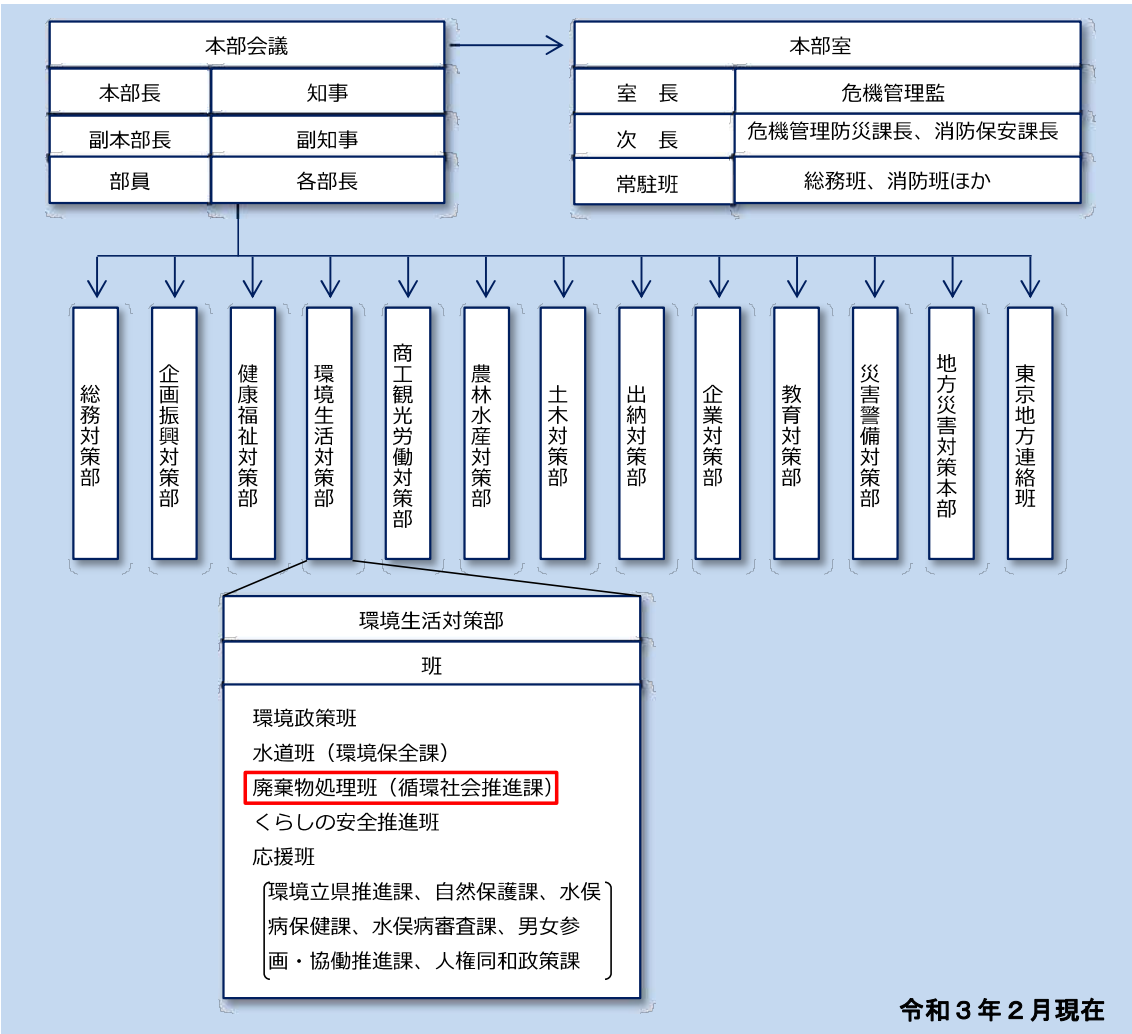 本部会議
本部長 知事
副本部長 副知事
部員 各部長
本部室
室　長 危機管理監
次　長 危機管理防災課長、消防保安課長
常駐班 総務班、消防班ほか
総務対策部
企画振興対策部
健康福祉対策部
環境生活対策部
商工観光労働対策部
農林水産対策部
土木対策部
出納対策部
企業対策部
教育対策部
災害警備対策部
地方災害対策本部
東京地方連絡班
環境生活対策部
班
環境政策班
水道班（環境保全課）
廃棄物処理班（循環社会推進課）
くらしの安全推進班
応援班
環境立県推進課、自然保護課、水俣
病保健課、水俣病審査課、男女参
画・協働推進課、人権同和政策課
令和３年２月現在